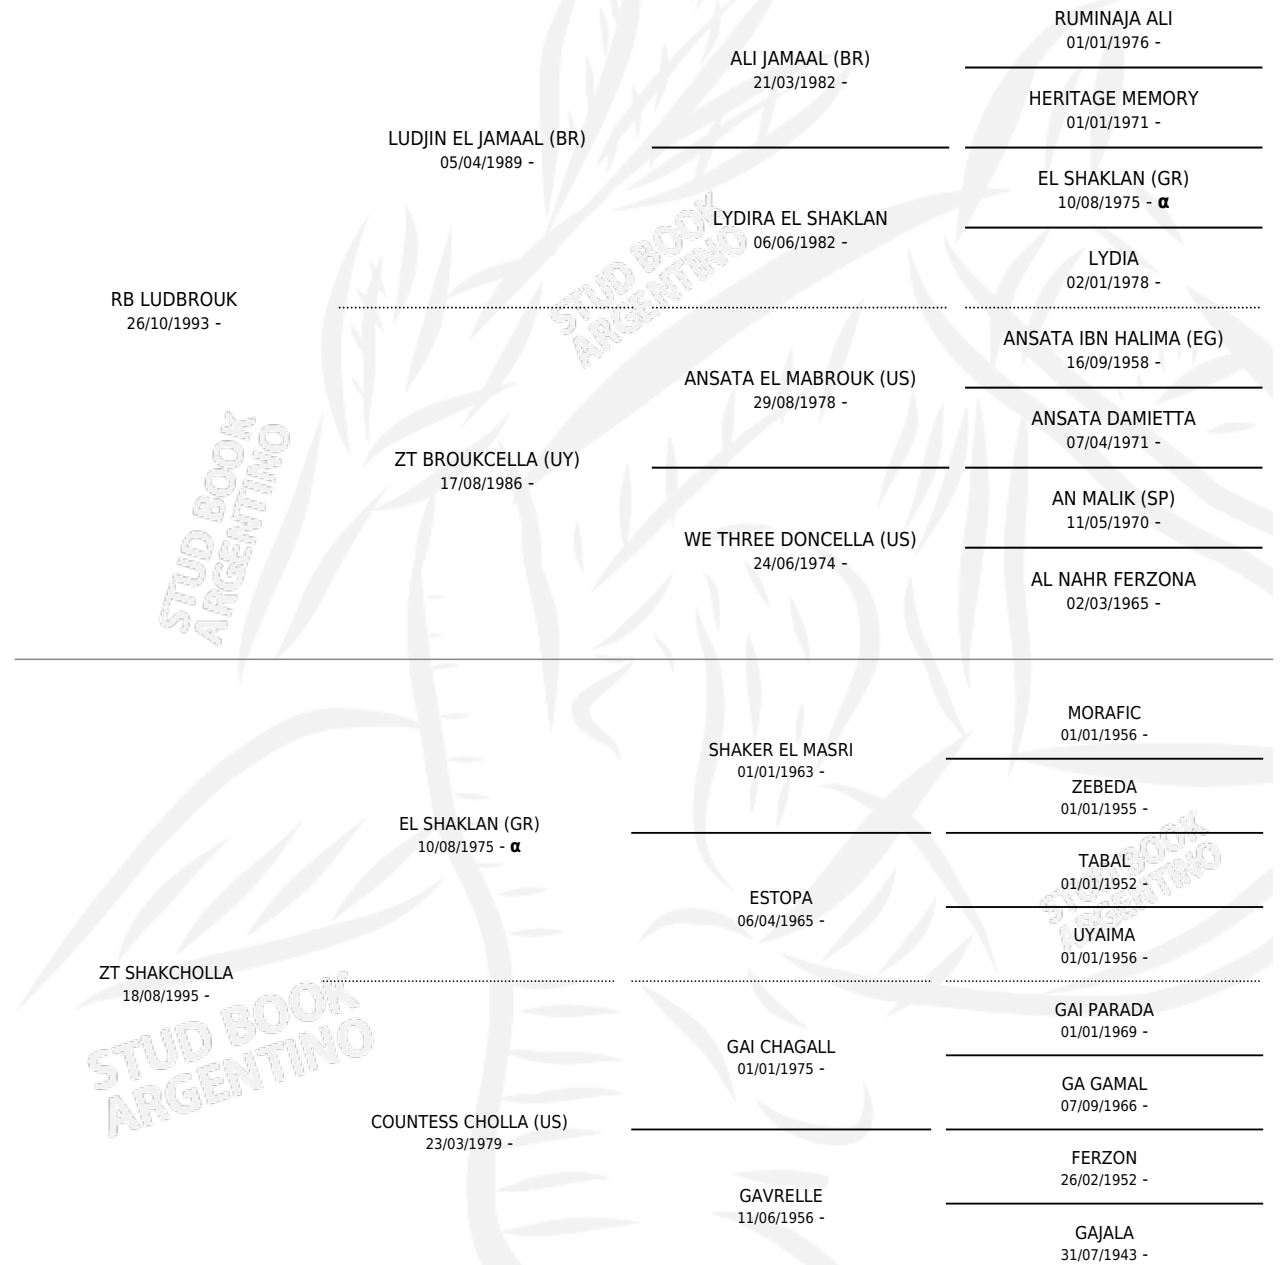 RUMINAJA ALI
01/01/1976 -
ALI JAMAAL (BR)
21/03/1982 -
HERITAGE MEMORY
01/01/1971 -
LUDJIN EL JAMAAL (BR)
05/04/1989 -
EL SHAKLAN (GR)
10/08/1975 - α
LYDIRA EL SHAKLAN
06/06/1982 -
LYDIA
02/01/1978 -
RB LUDBROUK
26/10/1993 -
ANSATA IBN HALIMA (EG)
16/09/1958 -
ANSATA EL MABROUK (US)
29/08/1978 -
ANSATA DAMIETTA
07/04/1971 -
ZT BROUKCELLA (UY)
17/08/1986 -
AN MALIK (SP)
11/05/1970 -
WE THREE DONCELLA (US)
24/06/1974 -
AL NAHR FERZONA
02/03/1965 -
MORAFIC
01/01/1956 -
SHAKER EL MASRI
01/01/1963 -
ZEBEDA
01/01/1955 -
EL SHAKLAN (GR)
10/08/1975 - α
TABAL
01/01/1952 -
ESTOPA
06/04/1965 -
UYAIMA
01/01/1956 -
ZT SHAKCHOLLA
18/08/1995 -
GAI PARADA
01/01/1969 -
GAI CHAGALL
01/01/1975 -
GA GAMAL
07/09/1966 -
COUNTESS CHOLLA (US)
23/03/1979 -
FERZON
26/02/1952 -
GAVRELLE
11/06/1956 -
GAJALA
31/07/1943 -
STUD BOOK
ARGENTINO
STUD BOOK
ARGENTINO
STUD BOOK
ARGENTINO
STUD BOOK
ARGENTINO